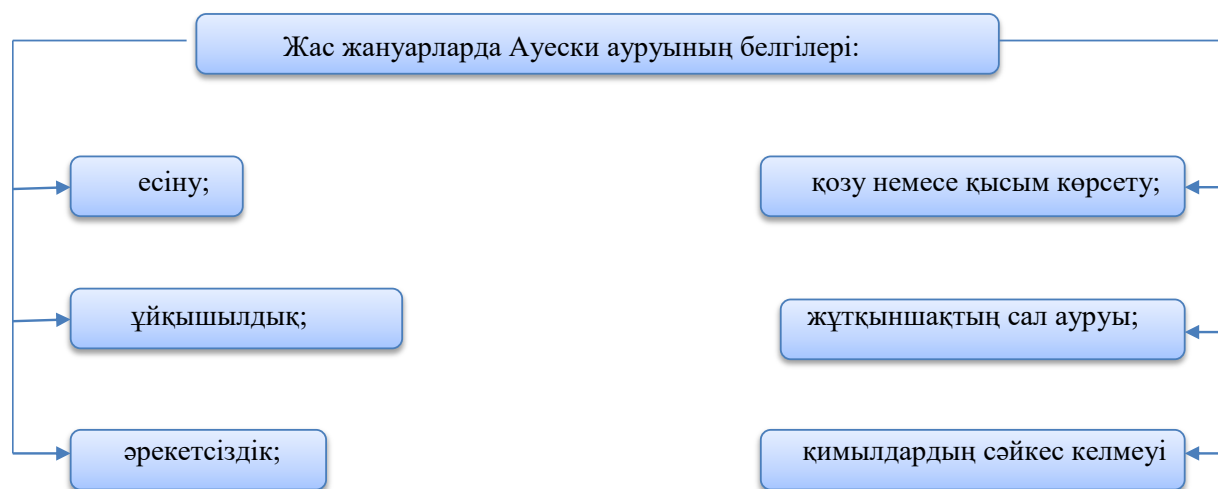 Жас жануарларда Ауески ауруының белгілері:
есіну;
қозу немесе қысым көрсету;
ұйқышылдық;
жұтқыншақтың сал ауруы;
әрекетсіздік;
қимылдардың сәйкес келмеуі